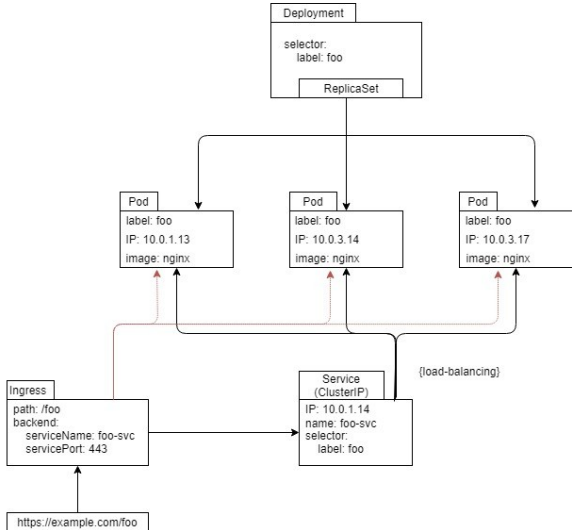 Deployment
selector:
label: foo
ReplicaSet
Pod
label: foo
IP: 10.0.1.13
image: nginx
Pod
label: foo
IP: 10.0.3.14
image: nginx
Pod
label: foo
IP: 10.0.3.17
image: nginx
{load-balancing}
Ingress
path: /foo
backend:
serviceName: foo-svc
servicePort: 443
Service
(ClusterIP)
IP: 10.0.1.14
name: foo-svc
selector:
label: foo
https://example.com/foo